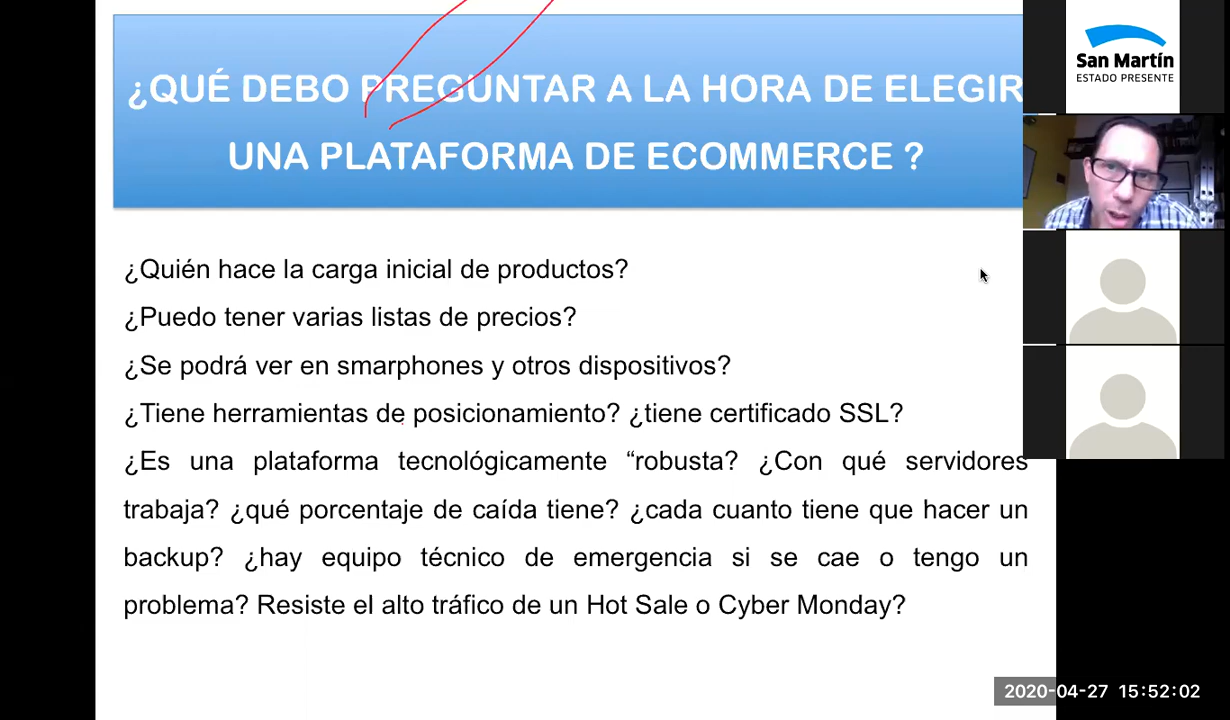 ¿QUÉ DEBO PREGUNTAR A LA HORA DE ELEGIR
UNA PLATAFORMA DE ECOMMERCE ?
San Martín
ESTADO PRESENTE
¿Quién hace la carga inicial de productos?
¿Puedo tener varias listas de precios?
¿Se podrá ver en smarphones y otros dispositivos?
¿Tiene herramientas de posicionamiento? ¿tiene certificado SSL?
¿Es una plataforma tecnológicamente “robusta? ¿Con qué servidores
trabaja? ¿qué porcentaje de caída tiene? ¿cada cuanto tiene que hacer un
backup? ¿hay equipo técnico de emergencia si se cae o tengo un
problema? Resiste el alto tráfico de un Hot Sale o Cyber Monday?
2020-04-27 15:52:02